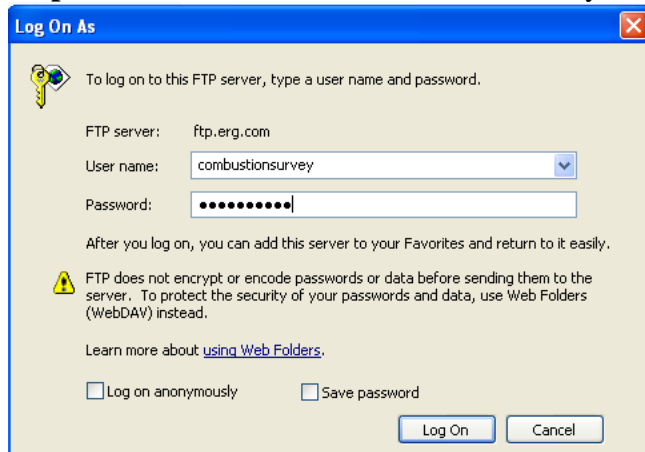 Log On As
To log on to this FTP server, type a user name and password.
FTP server: ftp.erg.com
User name: combustionsurvey
Password: ●●●●●●●●●●
After you log on, you can add this server to your Favorites and return to it easily.
FTP does not encrypt or encode passwords or data before sending them to the
server. To protect the security of your passwords and data, use Web Folders
(WebDAV) instead.
Learn more about using Web Folders.
Log on anonymously Save password
Log On Cancel